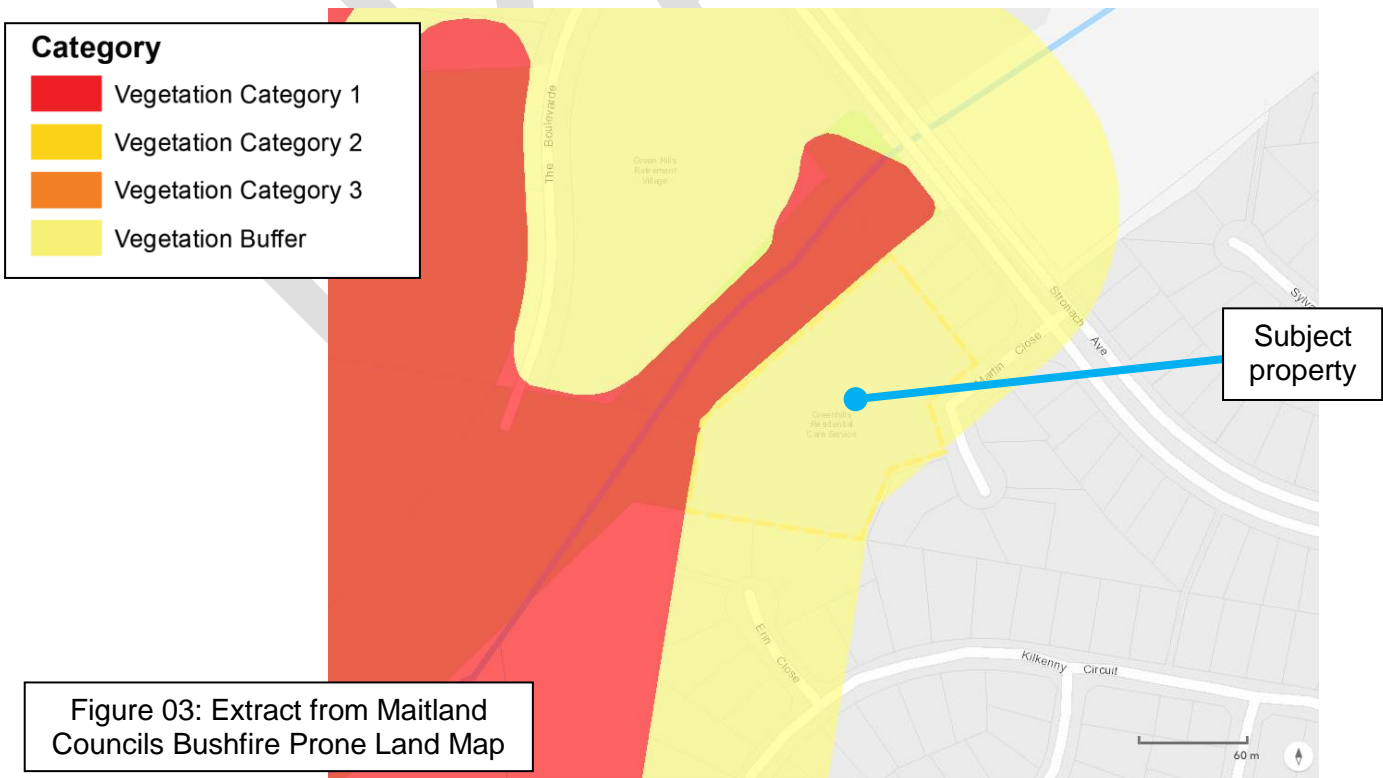 Category
Vegetation Category 1
Vegetation Category 2
Vegetation Category 3
Vegetation Buffer
The Boulevarde
Green Hills
Retirement
Village
Sylva
Stronach Ave
Martin Close
Subject
property
Greenhills
Residential
Care Service
Erin Close
Kilkenny Circuit
Figure 03: Extract from Maitland
Councils Bushfire Prone Land Map
60 m